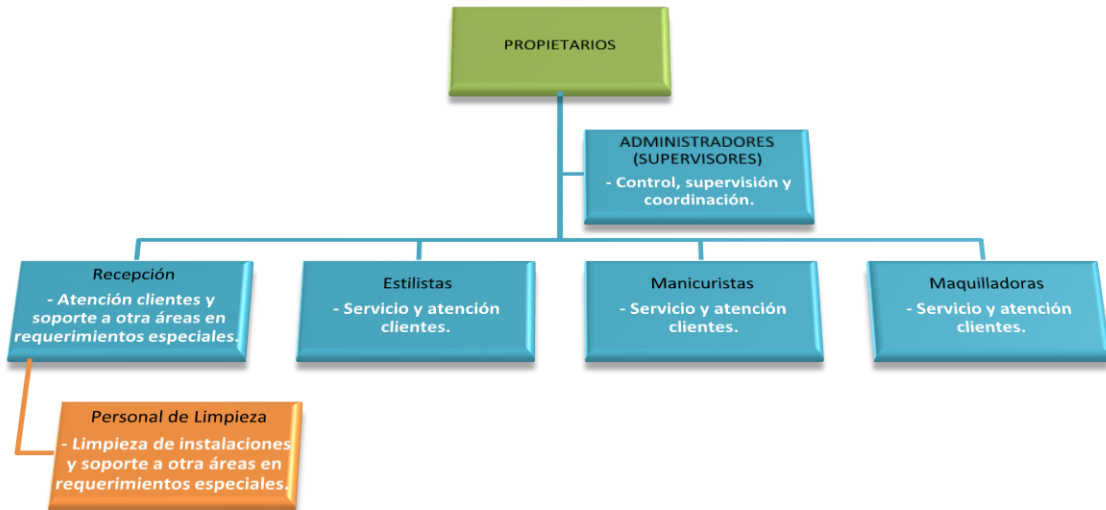 PROPIETARIOS
ADMINISTRADORES
(SUPERVISORES)
- Control, supervisión y
coordinación.
Recepción
- Atención clientes y
soporte a otra áreas en
requerimientos especiales.
Estilistas
- Servicio y atención
clientes.
Manicuristas
- Servicio y atención
clientes.
Maquilladoras
- Servicio y atención
clientes.
Personal de Limpieza
- Limpieza de instalaciones
y soporte a otra áreas en
requerimientos especiales.